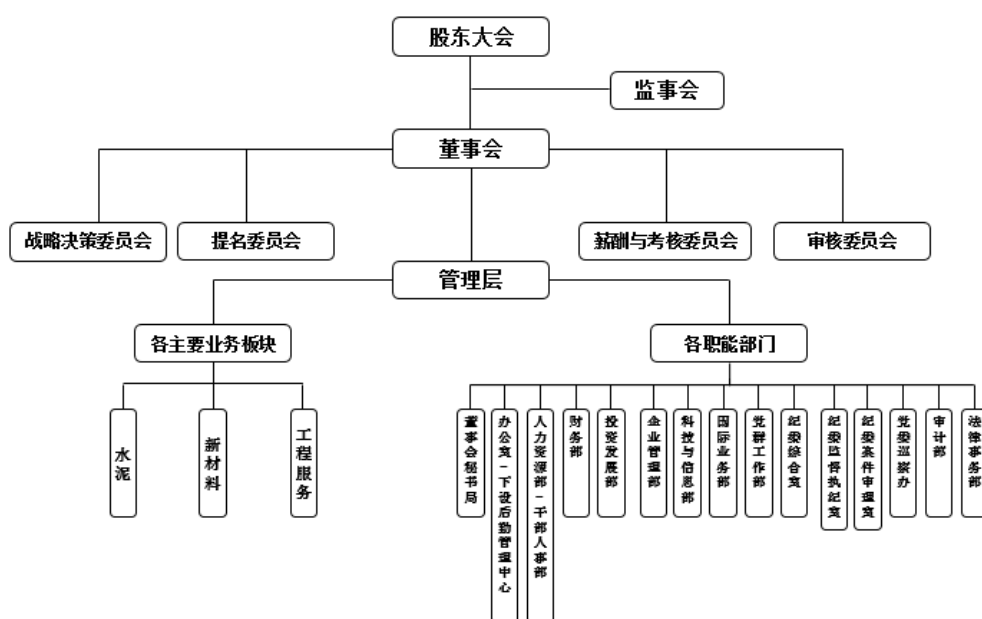 股东大会
监事会
董事会
战略决策委员会
提名委员会
薪酬与考核委员会
审核委员会
管理层
各主要业务板块
各职能部门
水泥
新材料
工程服务
董事会秘书局
办公室-下设后勤管理中心
人力资源部-干部人事部
财务部
投资发展部
企业管理部
科技与信息部
国际业务部
党群工作部
纪委综合室
纪委监督执纪室
纪委案件审理室
党委巡察办
审计部
法律事务部